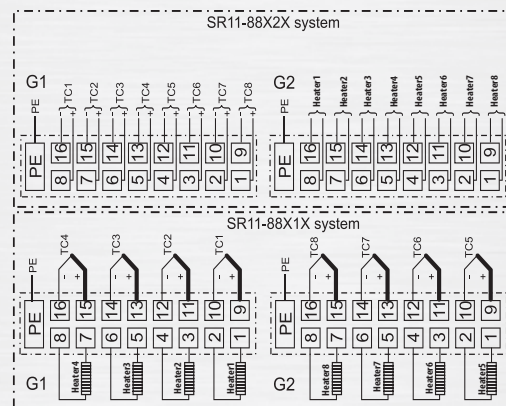 SR11-88X2X system
G1
PE
- TC1 +
- TC2 +
- TC3 +
- TC4 +
- TC5 +
- TC6 +
- TC7 +
- TC8 +
PE 16 15 14 13 12 11 10 9
8 7 6 5 4 3 2 1
G2
PE
Heater1
Heater2
Heater3
Heater4
Heater5
Heater6
Heater7
Heater8
PE 16 15 14 13 12 11 10 9
8 7 6 5 4 3 2 1
SR11-88X1X system
PE
TC4 - +
TC3 - +
TC2 - +
TC1 - +
PE 16 15 14 13 12 11 10 9
8 7 6 5 4 3 2 1
G1
Heater4
Heater3
Heater2
Heater1
PE
TC8 - +
TC7 - +
TC6 - +
TC5 - +
PE 16 15 14 13 12 11 10 9
8 7 6 5 4 3 2 1
G2
Heater8
Heater7
Heater6
Heater5